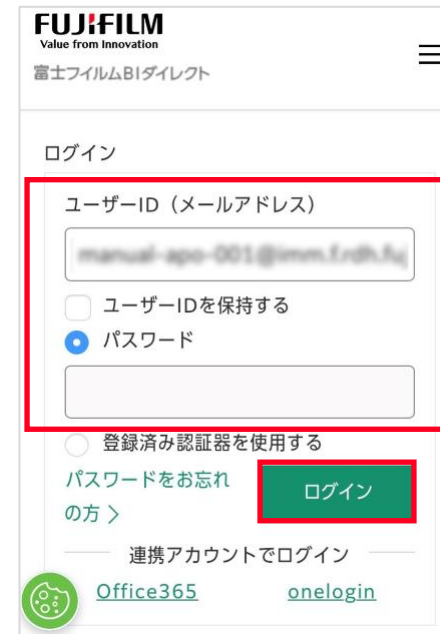 FUJIFILM
Value from Innovation
富士フイルムBIダイレクト
ログイン
ユーザーID（メールアドレス）
ユーザーIDを保持する
パスワード
登録済み認証器を使用する
パスワードをお忘れ
の方 〉
ログイン
連携アカウントでログイン
Office365 onelogin